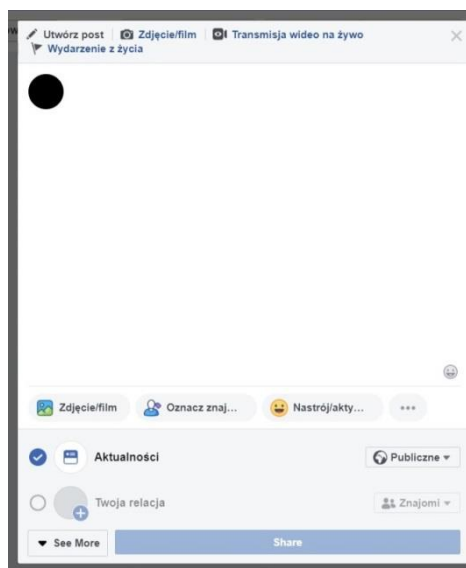 Utwórz post Zdjęcie/film Transmisja wideo na żywo
Wydarzenie z życia
Zdjęcie/film Oznacz znaj... Nastrój/akty...
Aktualności Publiczne
Twoja relacja Znajomi
See More Share